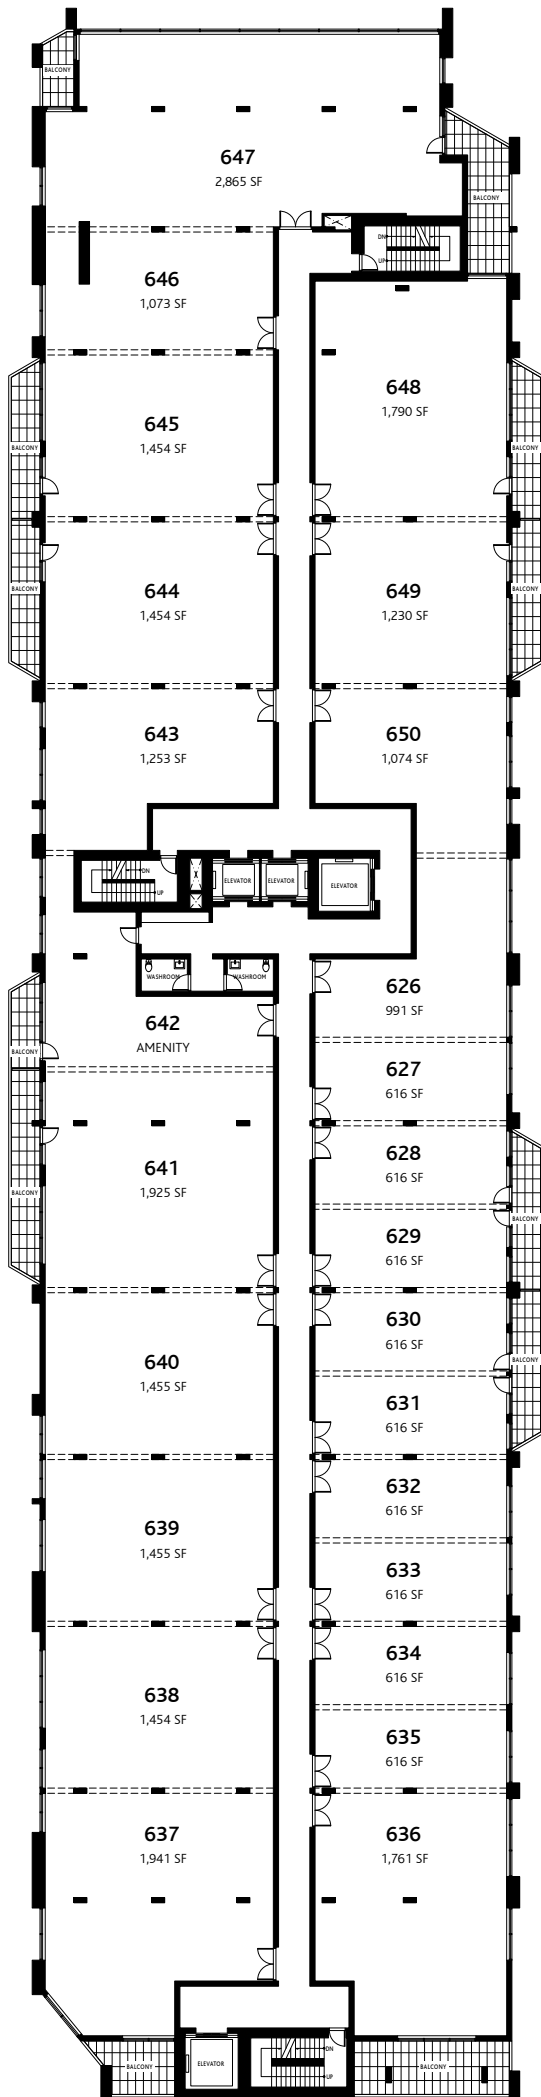 BALCONY
647
2,865 SF
BALCONY
DN
UP
646
1,073 SF
648
1,790 SF
645
1,454 SF
BALCONY
BALCONY
644
1,454 SF
649
1,230 SF
BALCONY
BALCONY
643
1,253 SF
650
1,074 SF
DN
UP
ELEVATOR
ELEVATOR
ELEVATOR
WASHROOM
WASHROOM
626
991 SF
642
AMENITY
BALCONY
627
616 SF
628
616 SF
641
1,925 SF
BALCONY
BALCONY
629
616 SF
630
616 SF
640
1,455 SF
BALCONY
631
616 SF
632
616 SF
639
1,455 SF
633
616 SF
634
616 SF
638
1,454 SF
635
616 SF
637
1,941 SF
636
1,761 SF
BALCONY
ELEVATOR
DN
UP
BALCONY